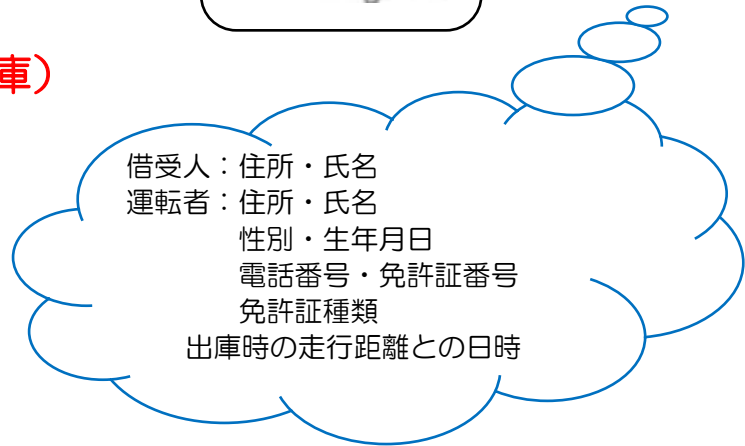 庫）
借受人：住所・氏名
運転者：住所・氏名
性別・生年月日
電話番号・免許証番号
免許証種類
出庫時の走行距離との日時